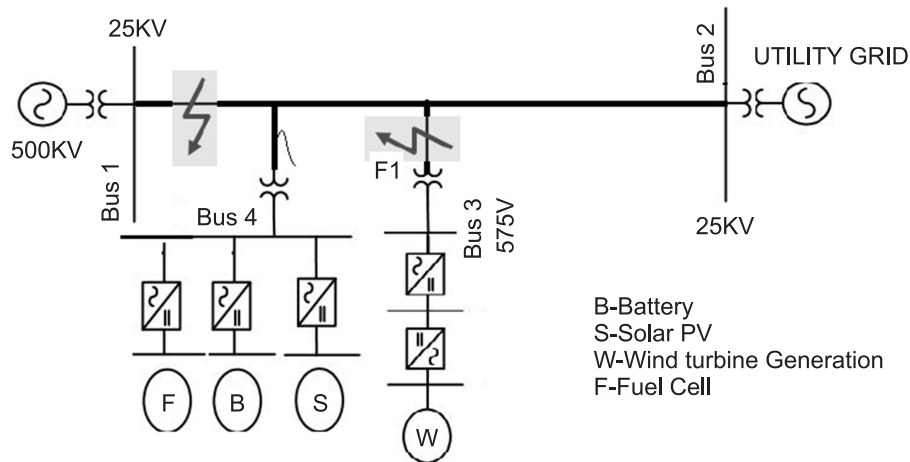 25KV
Bus 2
UTILITY GRID
500KV
Bus 1
F1
Bus 4
Bus 3
575V
25KV
B-Battery
S-Solar PV
W-Wind turbine Generation
F-Fuel Cell
F
B
S
W